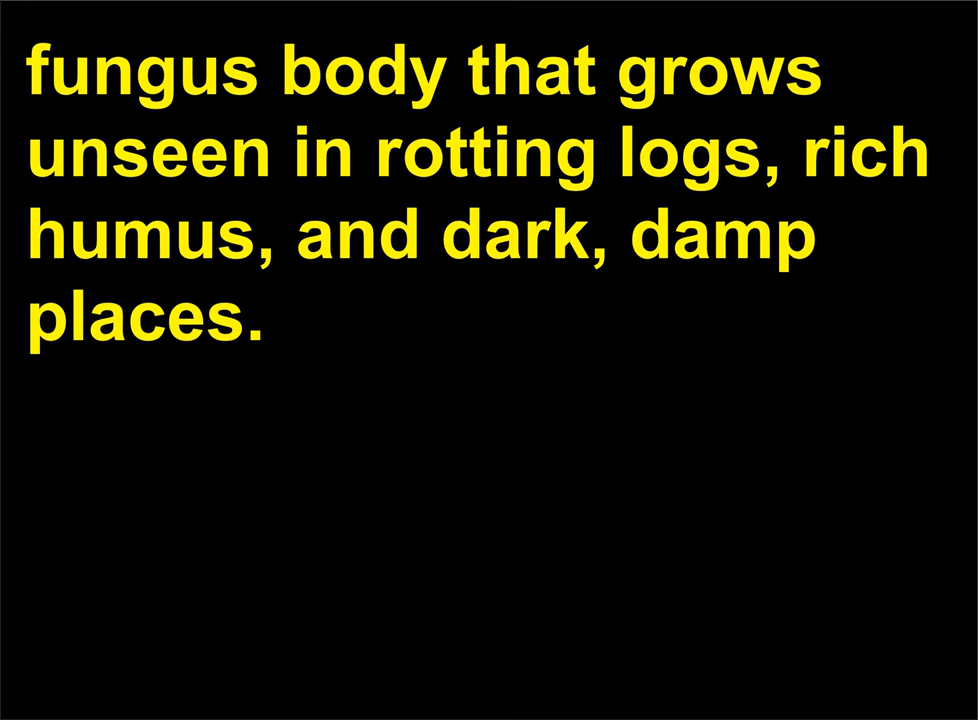 fungus body that grows
unseen in rotting logs, rich
humus, and dark, damp
places.